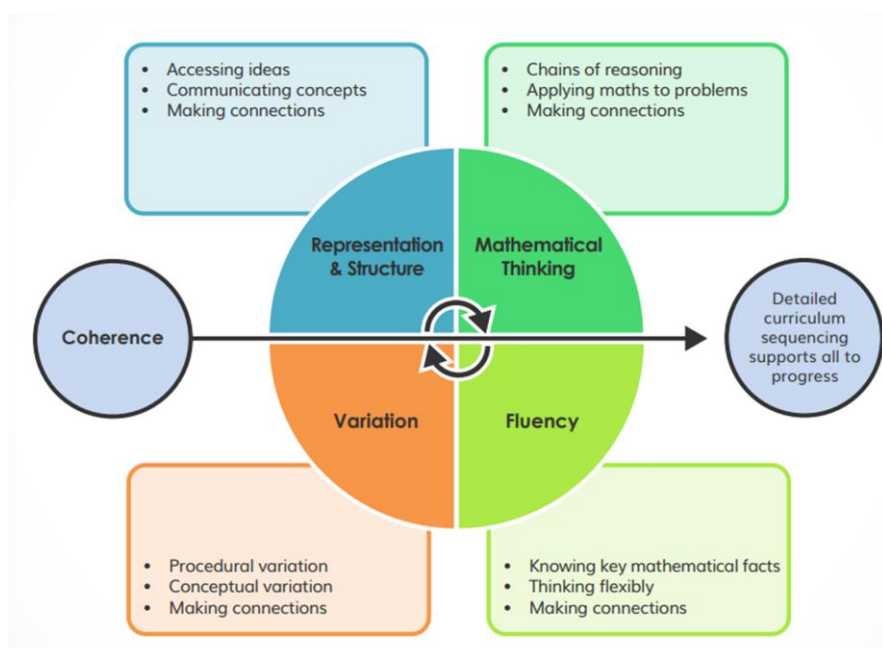 • Accessing ideas
• Communicating concepts
• Making connections
• Chains of reasoning
• Applying maths to problems
• Making connections
Representation
& Structure
Mathematical
Thinking
Coherence
Detailed
curriculum
sequencing
supports all to
progress
Variation
Fluency
• Procedural variation
• Conceptual variation
• Making connections
• Knowing key mathematical facts
• Thinking flexibly
• Making connections